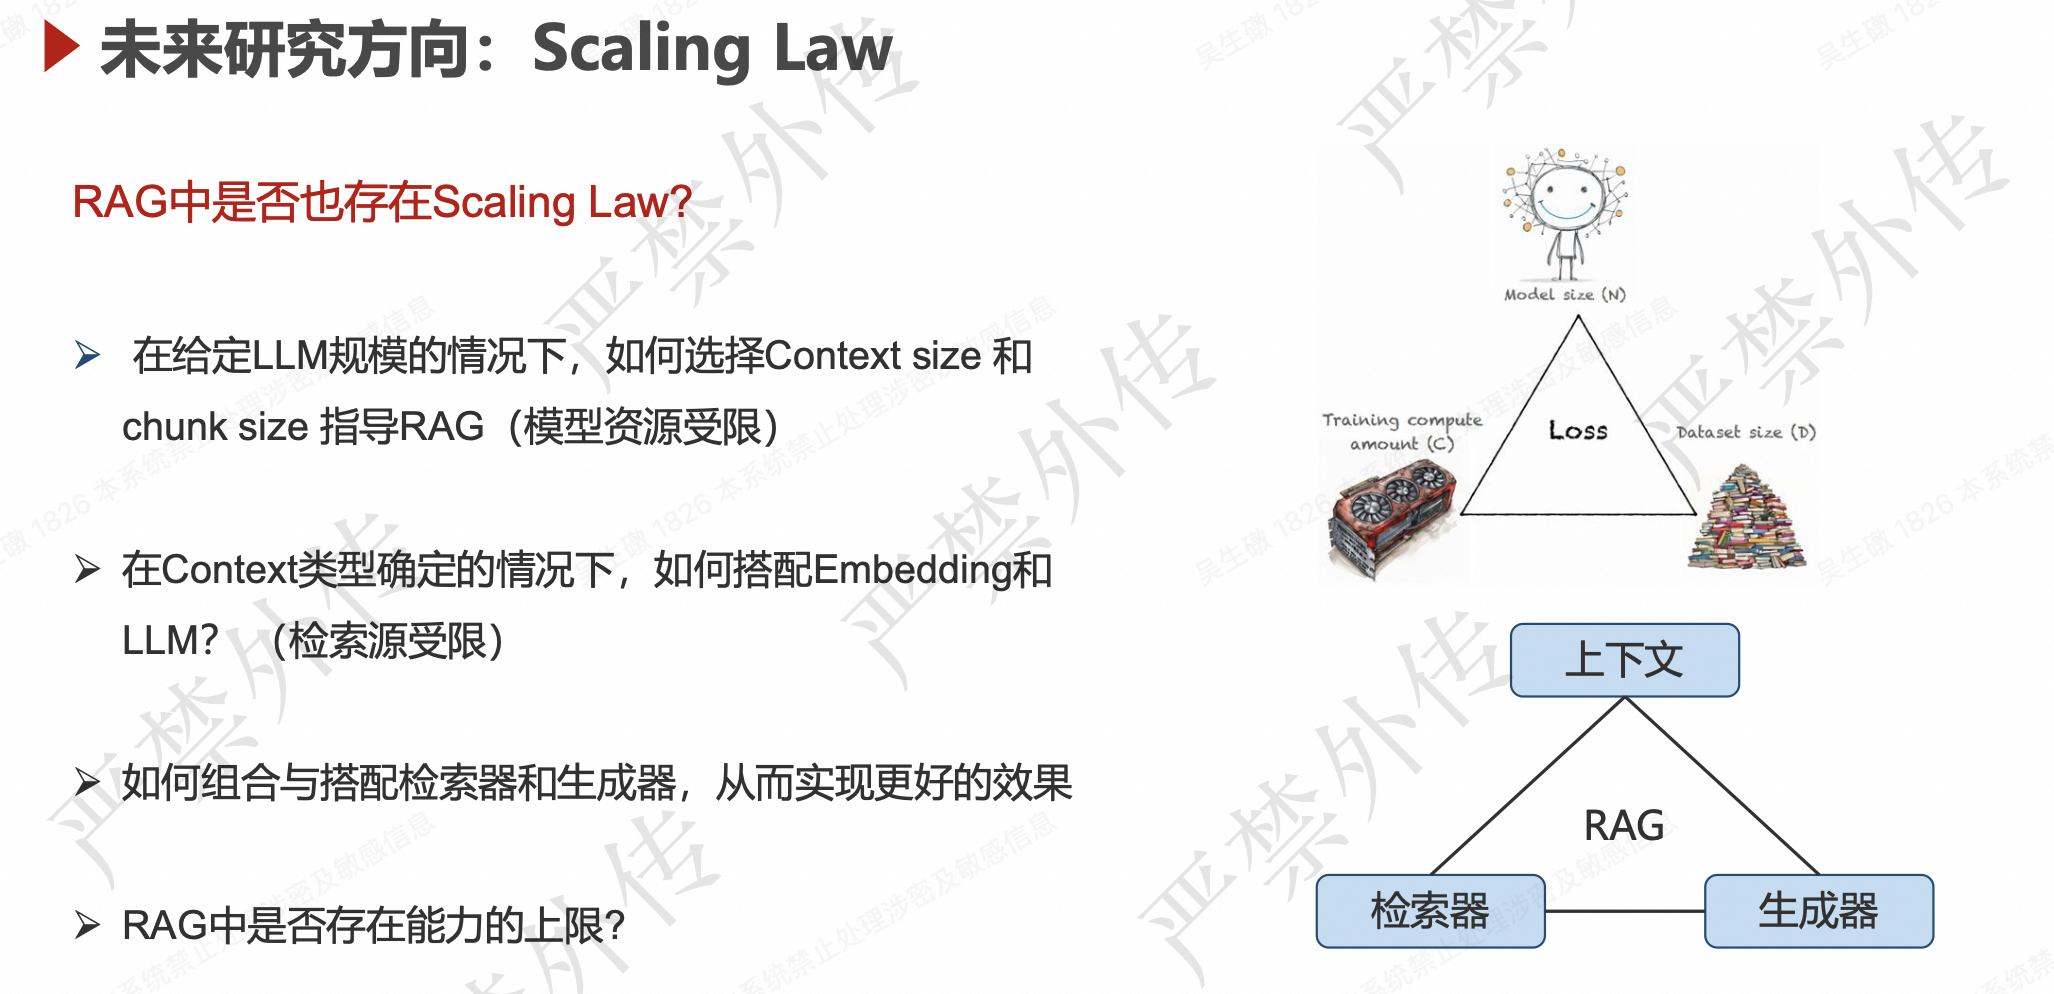 未来研究方向：Scaling Law
RAG中是否也存在Scaling Law?
在给定LLM规模的情况下，如何选择Context size 和
chunk size 指导RAG（模型资源受限）
在Context类型确定的情况下，如何搭配Embedding和
LLM? （检索源受限）
如何组合与搭配检索器和生成器，从而实现更好的效果
RAG中是否存在能力的上限?
Model size (N)
Training compute
amount (C)
Loss
Dataset size (D)
上下文
RAG
检索器
生成器
严禁外传
吴生礅 1826 本系统禁止处理涉密及敏感信息